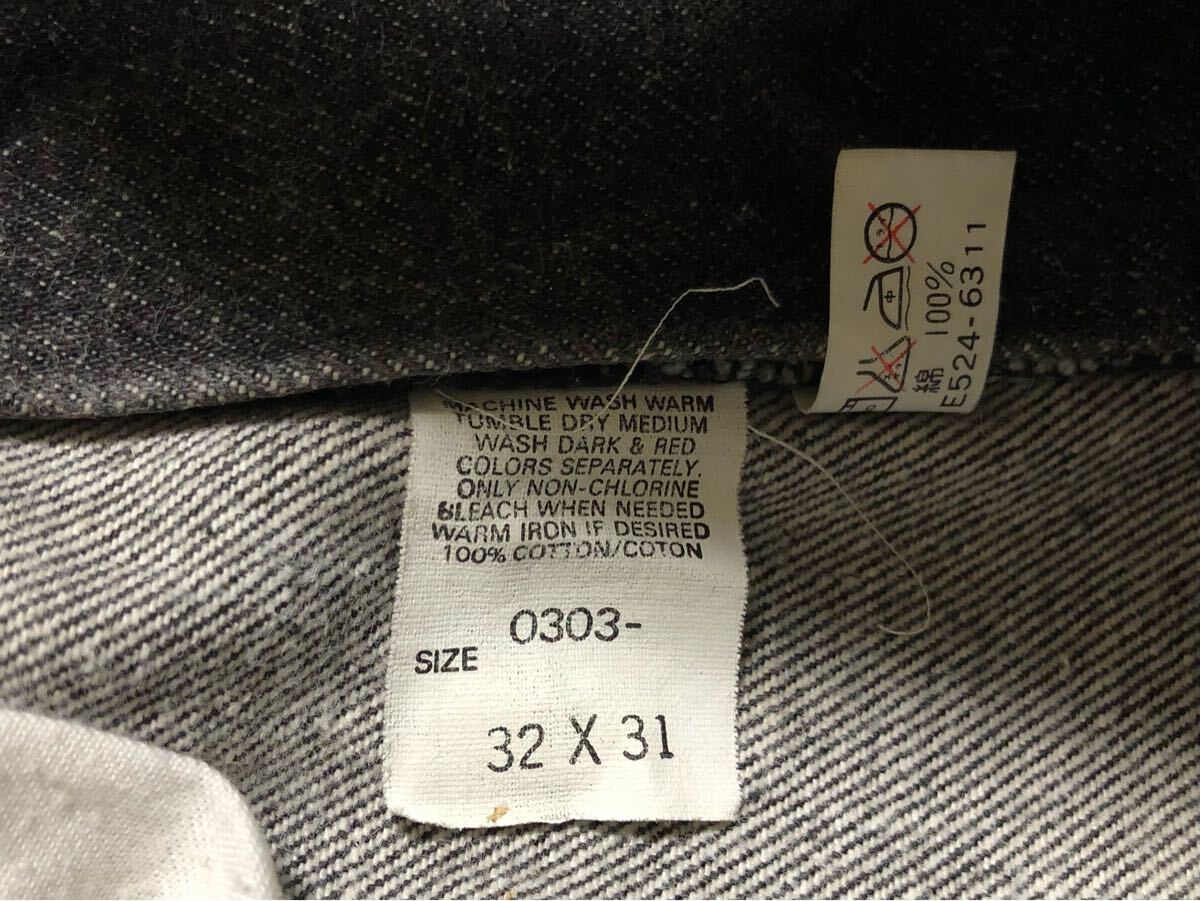 MACHINE WASH WARM
TUMBLE DRY MEDIUM
WASH DARK & RED
COLORS SEPARATELY.
ONLY NON-CHLORINE
BLEACH WHEN NEEDED
WARM IRON IF DESIRED
100% COTTON/COTON
0303-
SIZE
32 X 31
中
綿 100%
E524-6311